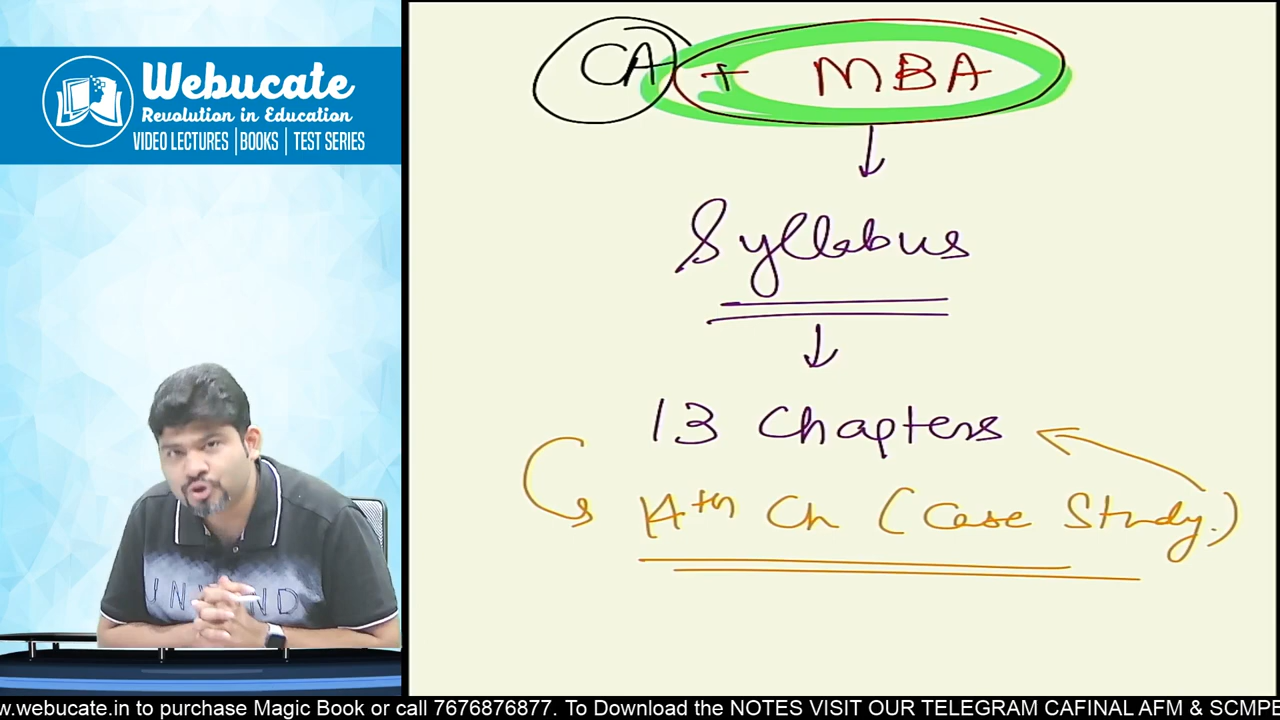 Webucate
Revolution in Education
VIDEO LECTURES | BOOKS | TEST SERIES
CA + MBA
Syllabus
13 Chapters
14th Ch (Case Study.)
UNWIND
w.webucate.in to purchase Magic Book or call 7676876877. To Download the NOTES VISIT OUR TELEGRAM CAFINAL AFM & SCMPE